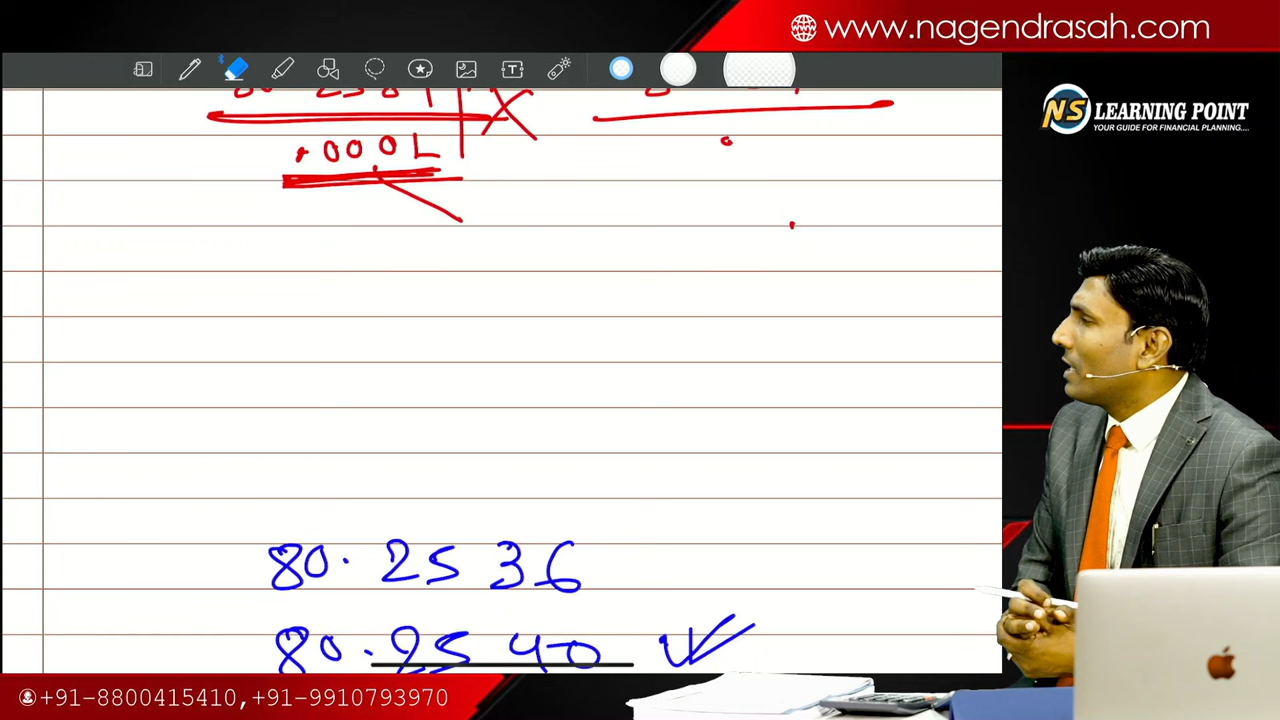 www.nagendrasah.com
NS LEARNING POINT
YOUR GUIDE FOR FINANCIAL PLANNING....
.000L
80.2536
80.2540
+91-8800415410,+91-9910793970